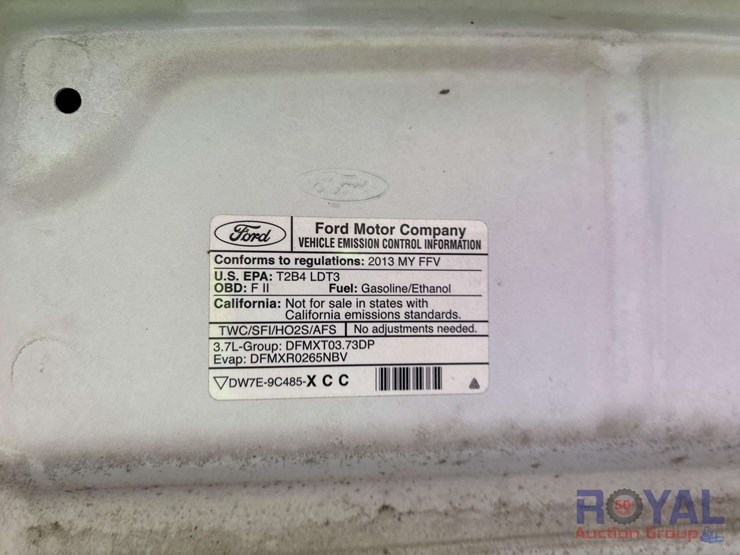 Ford
Ford Motor Company
VEHICLE EMISSION CONTROL INFORMATION
Conforms to regulations: 2013 MY FFV
U.S. EPA: T2B4 LDT3
OBD: F II Fuel: Gasoline/Ethanol
California: Not for sale in states with
California emissions standards.
TWC/SFI/HO2S/AFS No adjustments needed.
3.7L-Group: DFMXT03.73DP
Evap: DFMXR0265NBV
DW7E-9C485-X C C
ROYAL
Auction Group